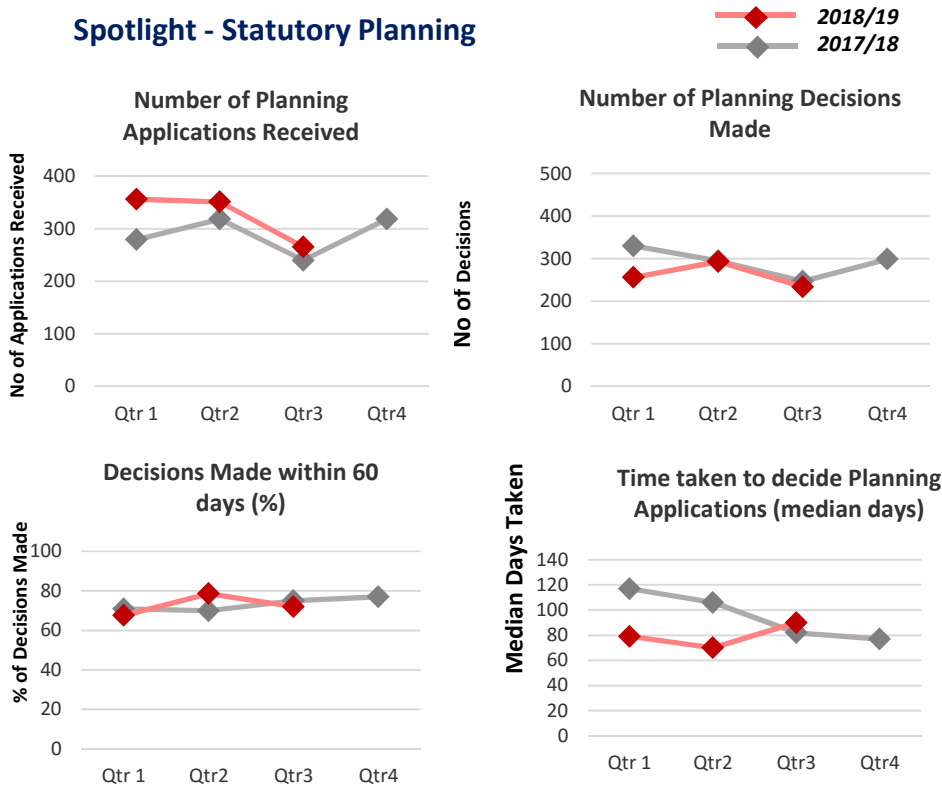 Spotlight - Statutory Planning
2018/19
2017/18
Number of Planning
Applications Received
No of Applications Received
400
300
200
100
0
Qtr 1 Qtr2 Qtr3 Qtr4
Number of Planning Decisions
Made
No of Decisions
500
400
300
200
100
0
Qtr 1 Qtr2 Qtr3 Qtr4
Decisions Made within 60
days (%)
% of Decisions Made
100
80
60
40
20
0
Qtr 1 Qtr2 Qtr3 Qtr4
Time taken to decide Planning
Applications (median days)
Median Days Taken
140
120
100
80
60
40
20
0
Qtr 1 Qtr2 Qtr3 Qtr4